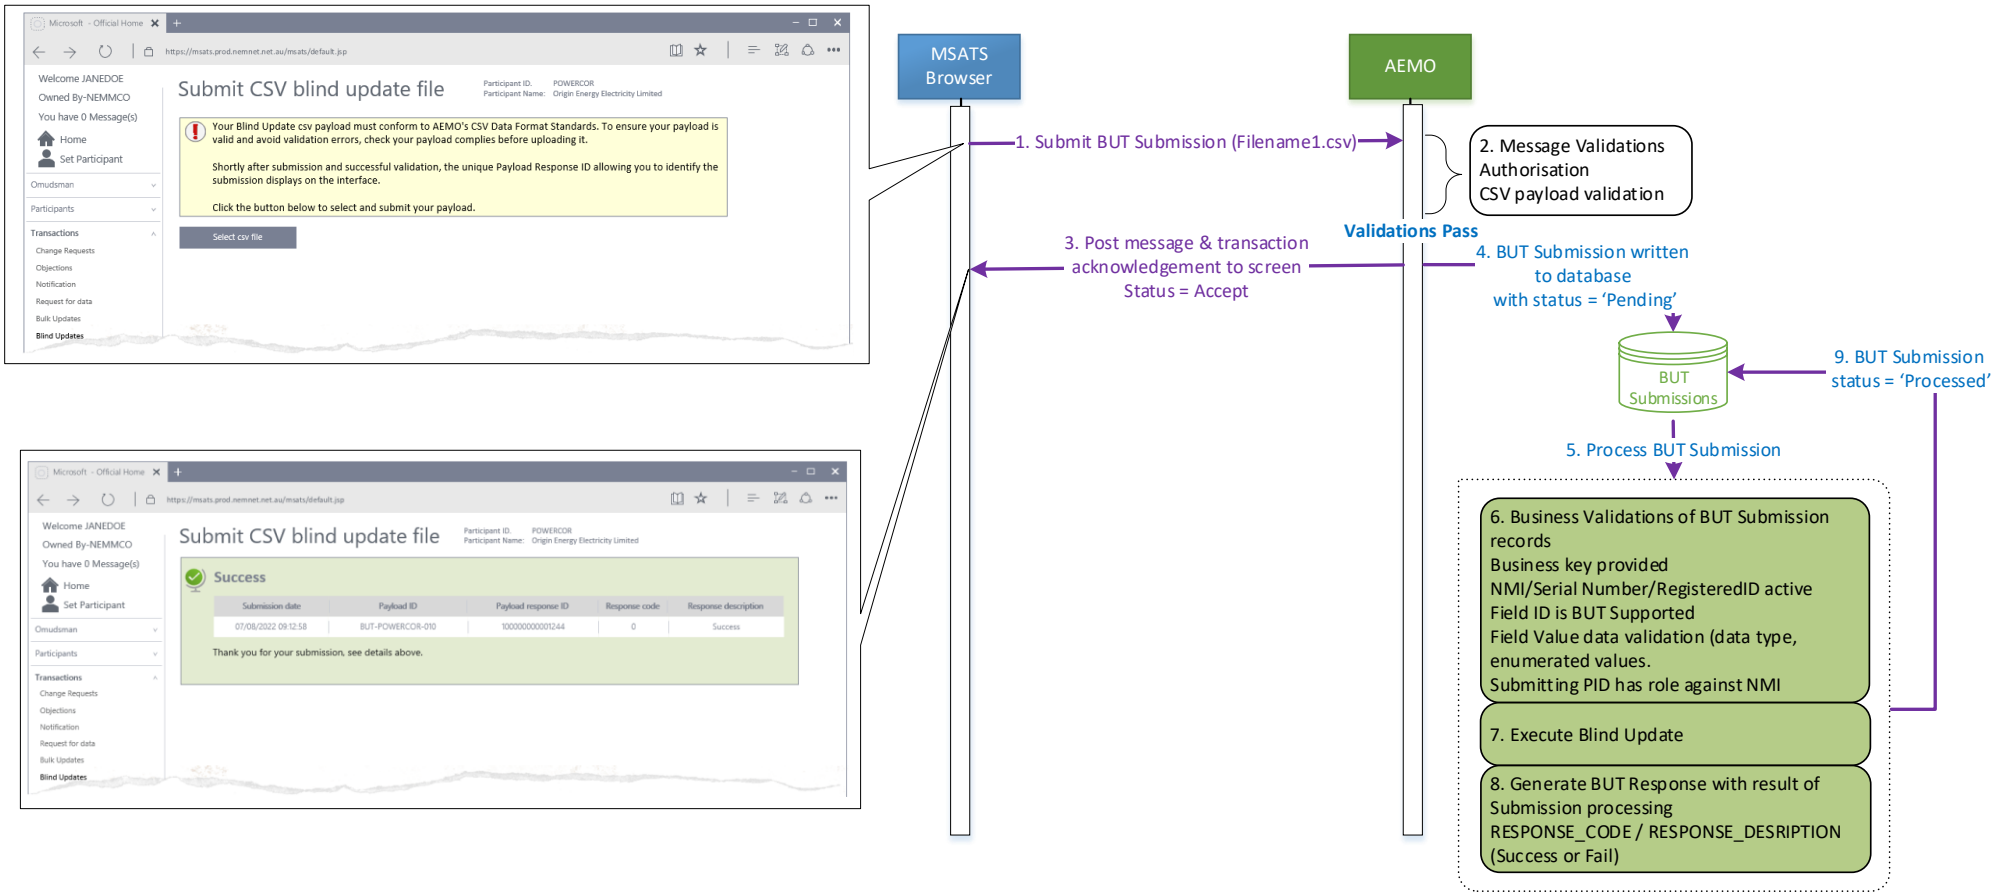 Microsoft - Official Home
https://msats.prod.nemnet.net.au/msats/default.jsp
Welcome JANEDOE
Owned By-NEMMCO
You have 0 Message(s)
Home
Set Participant
Omudsman
Participants
Transactions
Change Requests
Objections
Notification
Request for data
Bulk Updates
Blind Updates
Submit CSV blind update file
Participant ID. POWERCOR
Participant Name: Origin Energy Electricity Limited
Your Blind Update csv payload must conform to AEMO's CSV Data Format Standards. To ensure your payload is
valid and avoid validation errors, check your payload complies before uploading it.
Shortly after submission and successful validation, the unique Payload Response ID allowing you to identify the
submission displays on the interface.
Click the button below to select and submit your payload.
Select csv file
Microsoft - Official Home
https://msats.prod.nemnet.net.au/msats/default.jsp
Welcome JANEDOE
Owned By-NEMMCO
You have 0 Message(s)
Home
Set Participant
Omudsman
Participants
Transactions
Change Requests
Objections
Notification
Request for data
Bulk Updates
Blind Updates
Submit CSV blind update file
Participant ID. POWERCOR
Participant Name: Origin Energy Electricity Limited
Success
Submission date Payload ID Payload response ID Response code Response description
07/08/2022 09:12:58 BUT-POWERCOR-010 100000000001244 0 Success
Thank you for your submission, see details above.
MSATS
Browser
AEMO
1. Submit BUT Submission (Filename1.csv)
2. Message Validations
Authorisation
CSV payload validation
Validations Pass
3. Post message & transaction
acknowledgement to screen
Status = Accept
4. BUT Submission written
to database
with status = ‘Pending’
BUT
Submissions
9. BUT Submission
status = ‘Processed’
5. Process BUT Submission
6. Business Validations of BUT Submission
records
Business key provided
NMI/Serial Number/RegisteredID active
Field ID is BUT Supported
Field Value data validation (data type,
enumerated values.
Submitting PID has role against NMI
7. Execute Blind Update
8. Generate BUT Response with result of
Submission processing
RESPONSE_CODE / RESPONSE_DESRIPTION
(Success or Fail)